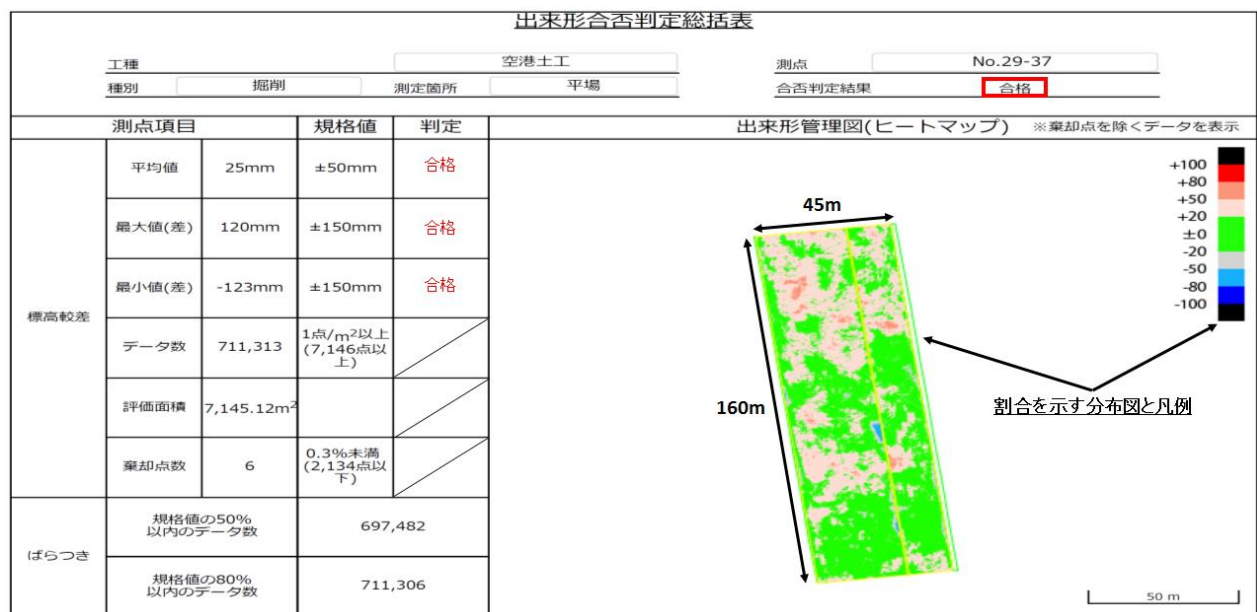 出来形合否判定総括表
工種 空港土工 測点 No.29-37
種別 掘削 測定箇所 平場 合否判定結果 合格
測点項目 規格値 判定 出来形管理図(ヒートマップ) ※棄却点を除くデータを表示
標高較差
平均値 25mm ±50mm 合格
最大値(差) 120mm ±150mm 合格
最小値(差) -123mm ±150mm 合格
データ数 711,313 1点/m²以上
(7,146点以
上)
評価面積 7,145.12m²
棄却点数 6 0.3%未満
(2,134点以
下)
ばらつき
規格値の50%
以内のデータ数 697,482
規格値の80%
以内のデータ数 711,306
45m
160m
+100
+80
+50
+20
±0
-20
-50
-80
-100
割合を示す分布図と凡例
50 m